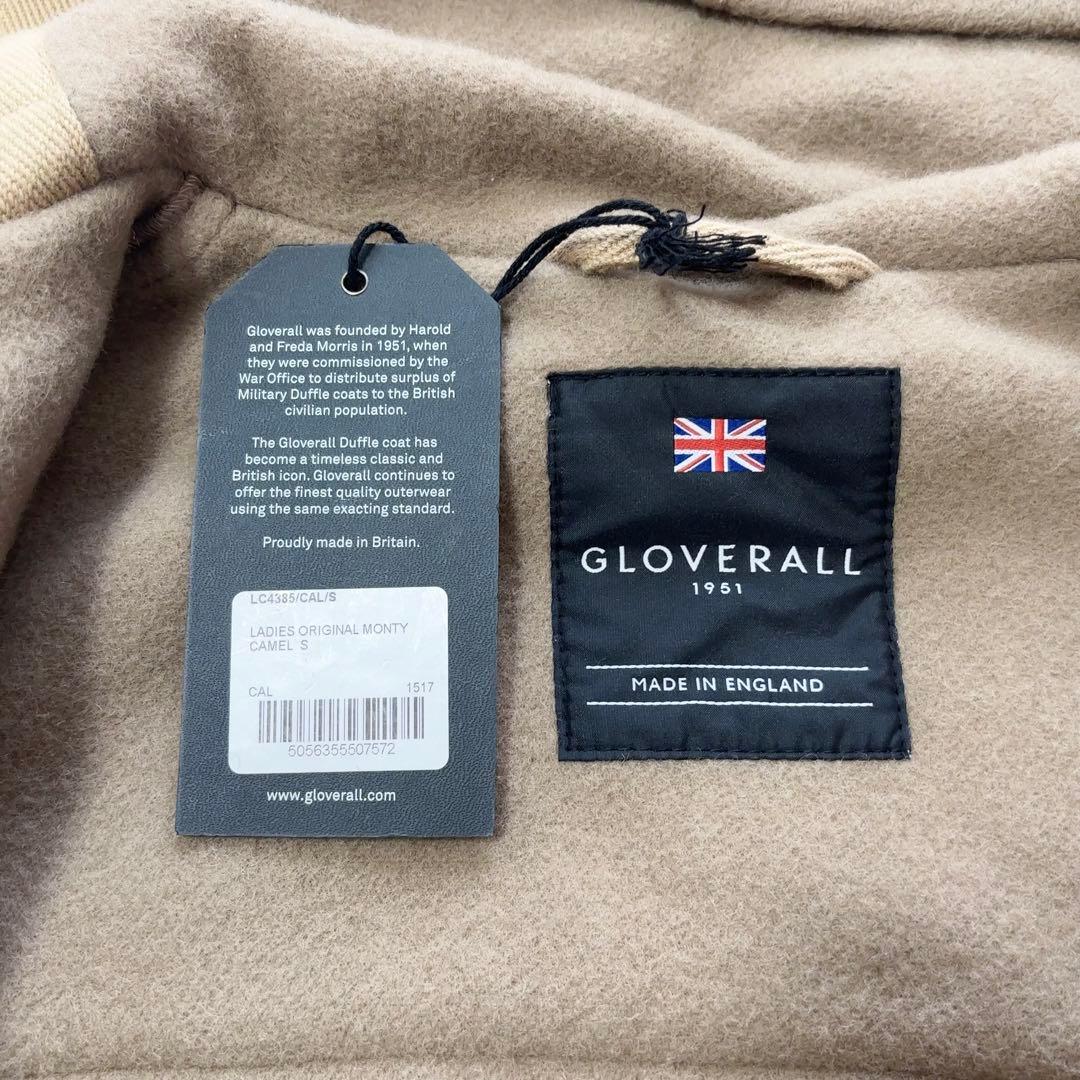 Gloverall was founded by Harold
and Freda Morris in 1951, when
they were commissioned by the
War Office to distribute surplus of
Military Duffle coats to the British
civilian population.
The Gloverall Duffle coat has
become a timeless classic and
British icon. Gloverall continues to
offer the finest quality outerwear
using the same exacting standard.
Proudly made in Britain.
LC4385/CAL/S
LADIES ORIGINAL MONTY
CAMEL S
CAL 1517
5056355507572
www.gloverall.com
GLOVERALL
1951
MADE IN ENGLAND